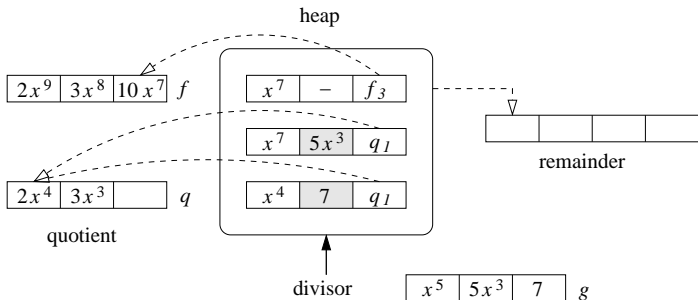 heap
2x⁹ 3x⁸ 10x⁷ f
x⁷ – f₃
x⁷ 5x³ q₁
remainder
2x⁴ 3x³ q
x⁴ 7 q₁
quotient
divisor
x⁵ 5x³ 7 g